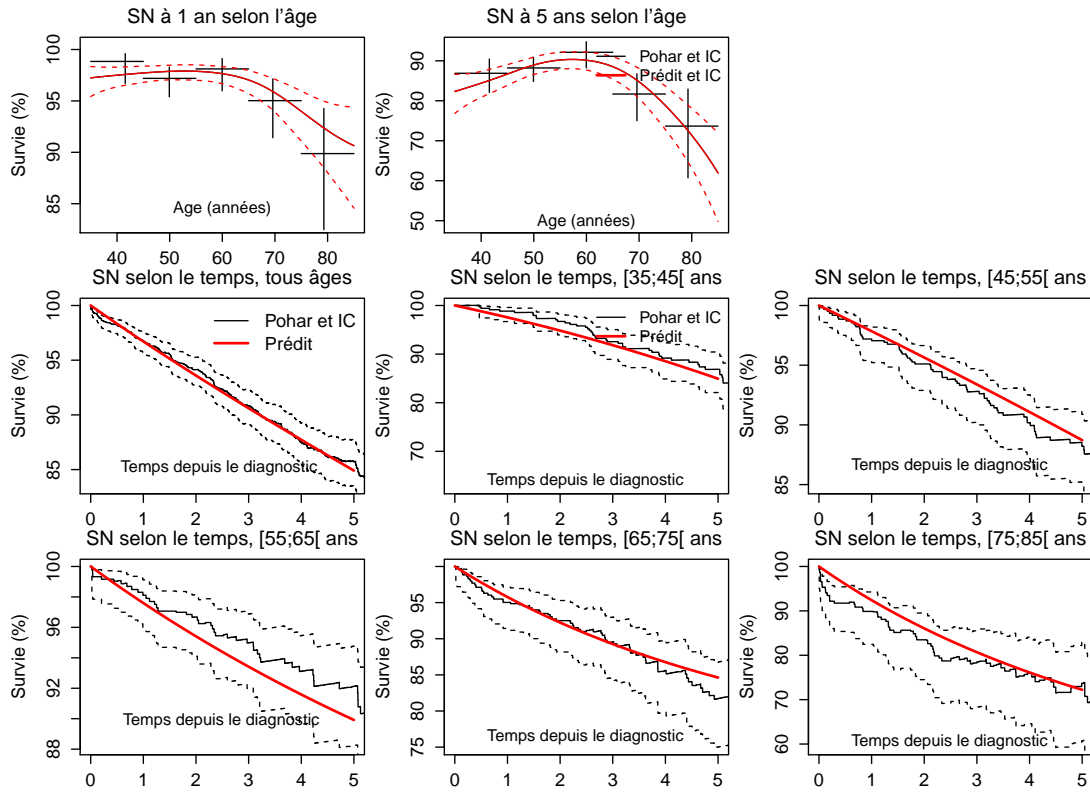 SN à 1 an selon l'âge
Survie (%)
100
95
90
85
Age (années)
40 50 60 70 80
SN à 5 ans selon l'âge
Survie (%)
90
80
70
60
50
Pohar et IC
Prédit et IC
Age (années)
40 50 60 70 80
SN selon le temps, tous âges
Survie (%)
100
95
90
85
Pohar et IC
Prédit
Temps depuis le diagnostic
0 1 2 3 4 5
SN selon le temps, [35;45[ ans
Survie (%)
100
90
80
70
Pohar et IC
Prédit
Temps depuis le diagnostic
0 1 2 3 4 5
SN selon le temps, [45;55[ ans
Survie (%)
100
95
90
85
Temps depuis le diagnostic
0 1 2 3 4 5
SN selon le temps, [55;65[ ans
Survie (%)
100
96
92
88
Temps depuis le diagnostic
0 1 2 3 4 5
SN selon le temps, [65;75[ ans
Survie (%)
95
90
85
80
75
Temps depuis le diagnostic
0 1 2 3 4 5
SN selon le temps, [75;85[ ans
Survie (%)
100
90
80
70
60
Temps depuis le diagnostic
0 1 2 3 4 5